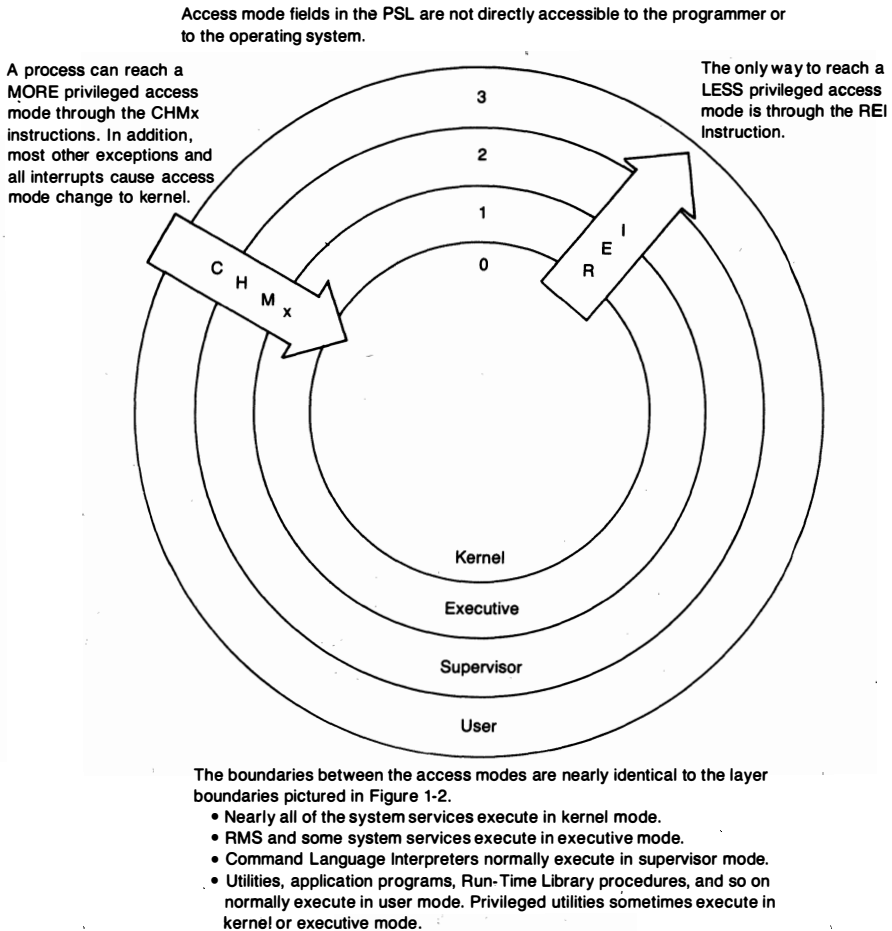 Access mode fields in the PSL are not directly accessible to the programmer or
to the operating system.
A process can reach a
MORE privileged access
mode through the CHMx
instructions. In addition,
most other exceptions and
all interrupts cause access
mode change to kernel.
The only way to reach a
LESS privileged access
mode is through the REI
Instruction.
3
2
1
0
C H M x
R E I
Kernel
Executive
Supervisor
User
The boundaries between the access modes are nearly identical to the layer
boundaries pictured in Figure 1-2.
• Nearly all of the system services execute in kernel mode.
• RMS and some system services execute in executive mode.
• Command Language Interpreters normally execute in supervisor mode.
• Utilities, application programs, Run-Time Library procedures, and so on
normally execute in user mode. Privileged utilities sometimes execute in
kernel or executive mode.